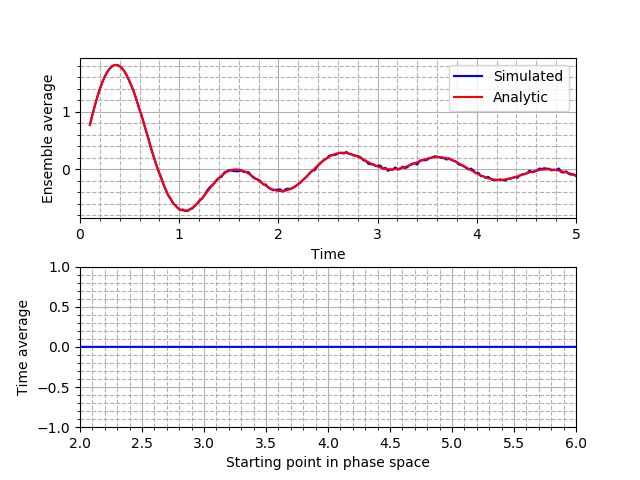 Ensemble average
1
0
Simulated
Analytic
0 1 2 3 4 5
Time
Time average
1.0
0.5
0.0
−0.5
−1.0
2.0 2.5 3.0 3.5 4.0 4.5 5.0 5.5 6.0
Starting point in phase space